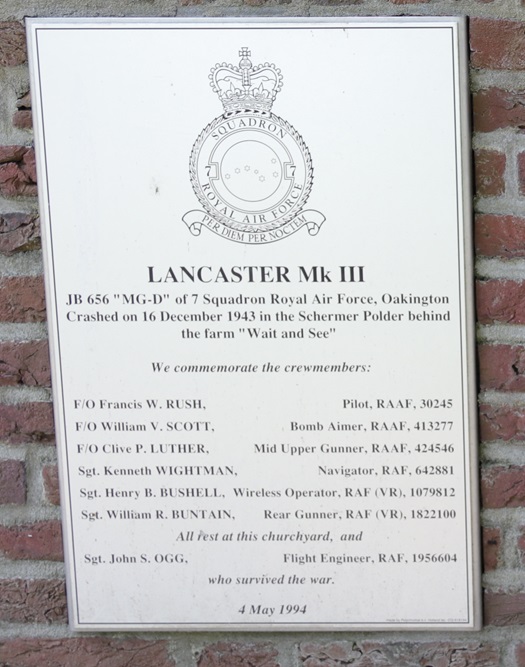 SQUADRON
7 7
ROYAL AIR FORCE
PER DIEM PER NOCTEM
LANCASTER Mk III
JB 656 "MG-D" of 7 Squadron Royal Air Force, Oakington
Crashed on 16 December 1943 in the Schermer Polder behind
the farm "Wait and See"
We commemorate the crewmembers:
F/O Francis W. RUSH, Pilot, RAAF, 30245
F/O William V. SCOTT, Bomb Aimer, RAAF, 413277
F/O Clive P. LUTHER, Mid Upper Gunner, RAAF, 424546
Sgt. Kenneth WIGHTMAN, Navigator, RAF, 642881
Sgt. Henry B. BUSHELL, Wireless Operator, RAF (VR), 1079812
Sgt. William R. BUNTAIN, Rear Gunner, RAF (VR), 1822100
All rest at this churchyard, and
Sgt. John S. OGG, Flight Engineer, RAF, 1956604
who survived the war.
4 May 1994